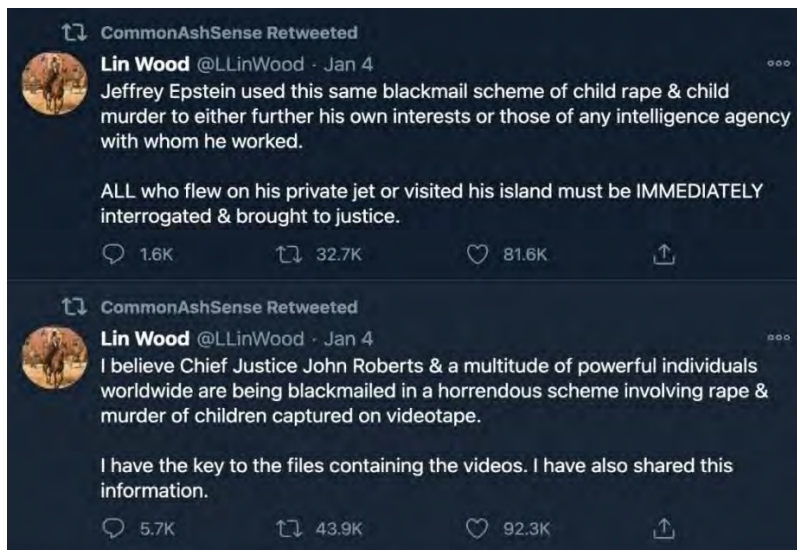 CommonAshSense Retweeted
Lin Wood @LLinWood · Jan 4
Jeffrey Epstein used this same blackmail scheme of child rape & child
murder to either further his own interests or those of any intelligence agency
with whom he worked.
ALL who flew on his private jet or visited his island must be IMMEDIATELY
interrogated & brought to justice.
1.6K 32.7K 81.6K
CommonAshSense Retweeted
Lin Wood @LLinWood · Jan 4
I believe Chief Justice John Roberts & a multitude of powerful individuals
worldwide are being blackmailed in a horrendous scheme involving rape &
murder of children captured on videotape.
I have the key to the files containing the videos. I have also shared this
information.
5.7K 43.9K 92.3K